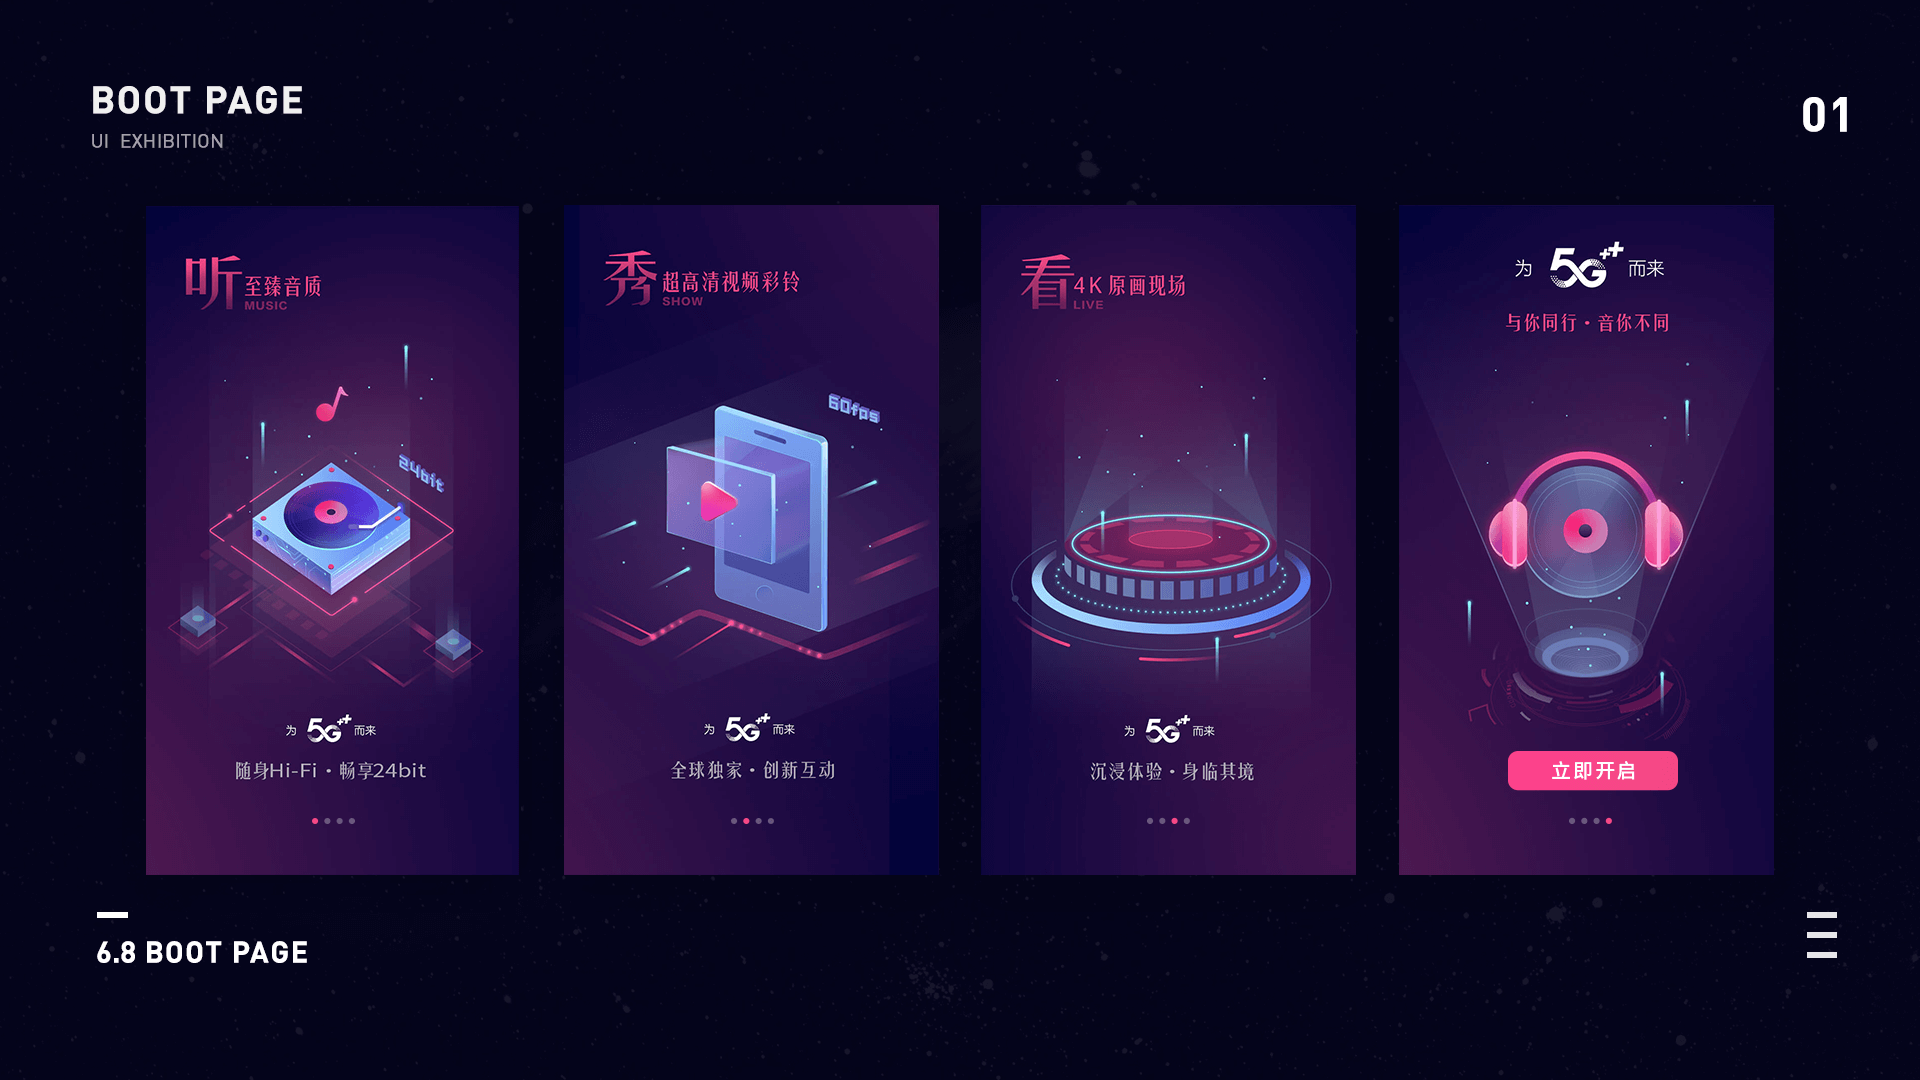 BOOT PAGE
UI EXHIBITION
01
听 至臻音质
MUSIC
24bit
为 5G++ 而来
随身Hi-Fi·畅享24bit
秀 超高清视频彩铃
SHOW
60fps
为 5G++ 而来
全球独家·创新互动
看 4K 原画现场
LIVE
为 5G++ 而来
沉浸体验·身临其境
为 5G++ 而来
与你同行·音你不同
立即开启
6.8 BOOT PAGE